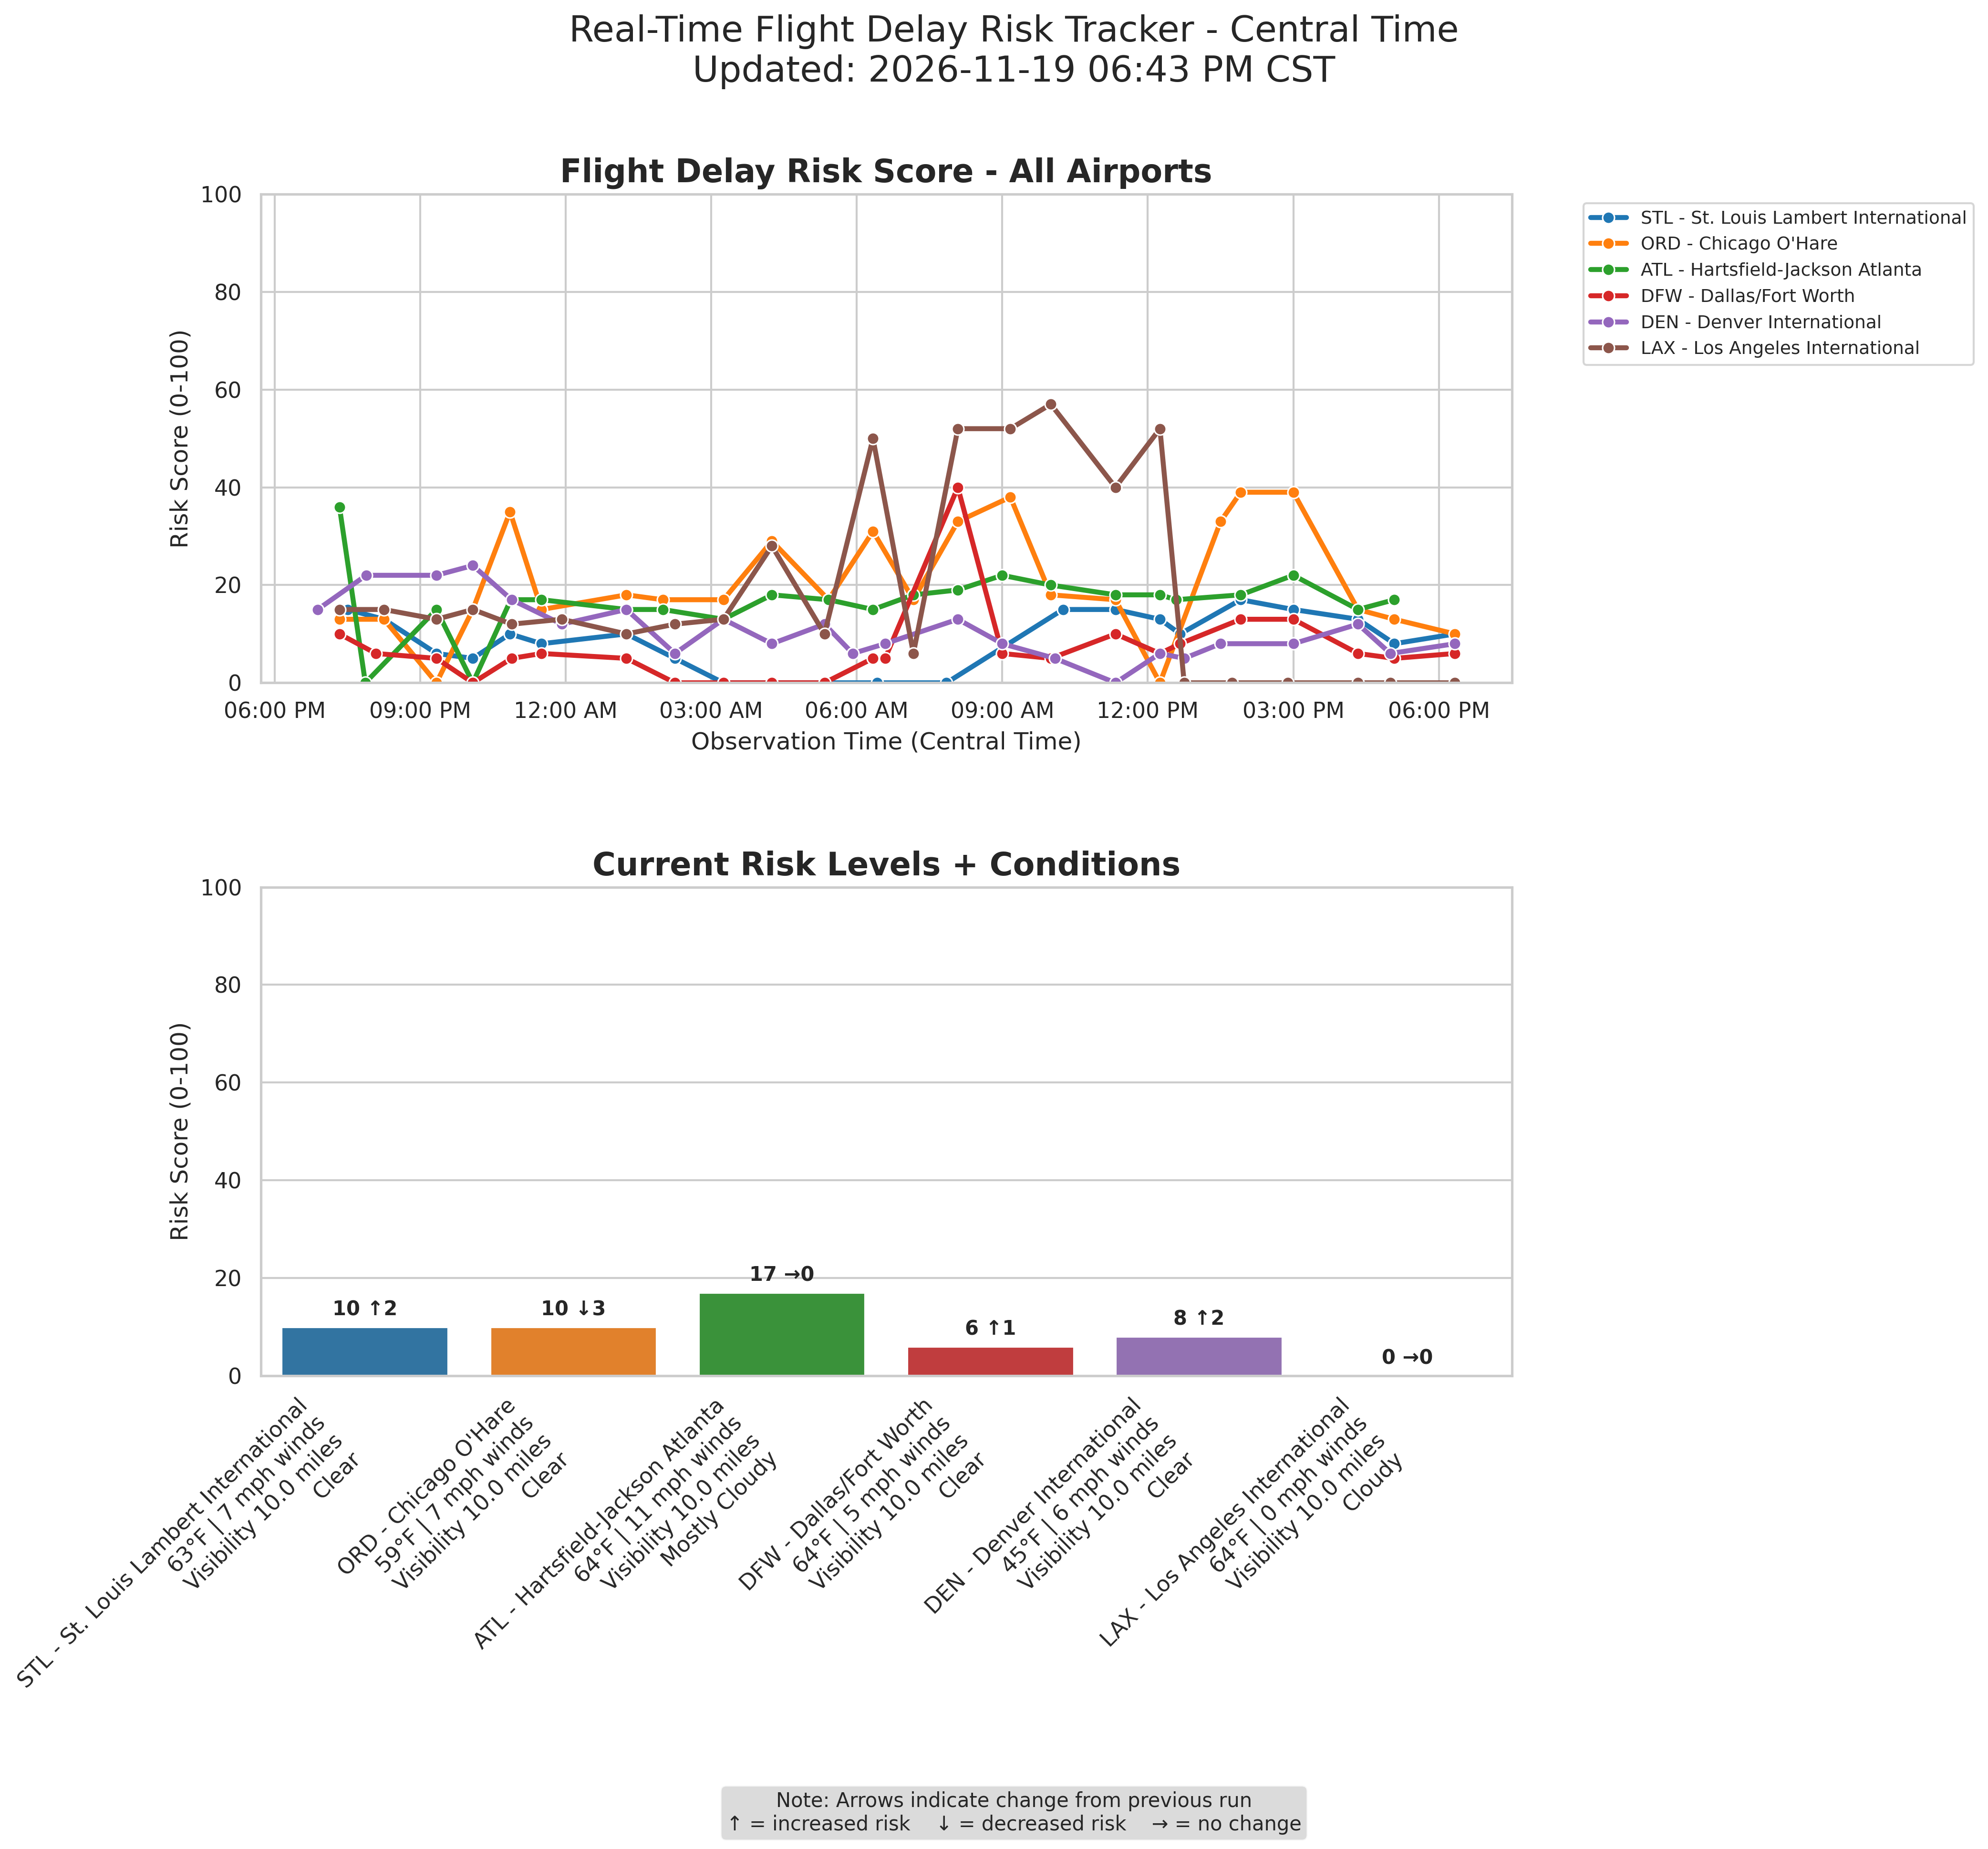 Real-Time Flight Delay Risk Tracker - Central Time
Updated: 2026-11-19 06:43 PM CST
Flight Delay Risk Score - All Airports
100
80
60
40
20
0
Risk Score (0-100)
06:00 PM
09:00 PM
12:00 AM
03:00 AM
06:00 AM
09:00 AM
12:00 PM
03:00 PM
06:00 PM
Observation Time (Central Time)
STL - St. Louis Lambert International
ORD - Chicago O'Hare
ATL - Hartsfield-Jackson Atlanta
DFW - Dallas/Fort Worth
DEN - Denver International
LAX - Los Angeles International
Current Risk Levels + Conditions
100
80
60
40
20
0
Risk Score (0-100)
10 ↑2
10 ↓3
17 →0
6 ↑1
8 ↑2
0 →0
STL - St. Louis Lambert International
63°F | 7 mph winds
Visibility 10.0 miles
Clear
ORD - Chicago O'Hare
59°F | 7 mph winds
Visibility 10.0 miles
Clear
ATL - Hartsfield-Jackson Atlanta
64°F | 11 mph winds
Visibility 10.0 miles
Mostly Cloudy
DFW - Dallas/Fort Worth
64°F | 5 mph winds
Visibility 10.0 miles
Clear
DEN - Denver International
45°F | 6 mph winds
Visibility 10.0 miles
Clear
LAX - Los Angeles International
64°F | 0 mph winds
Visibility 10.0 miles
Cloudy
Note: Arrows indicate change from previous run
↑ = increased risk ↓ = decreased risk → = no change